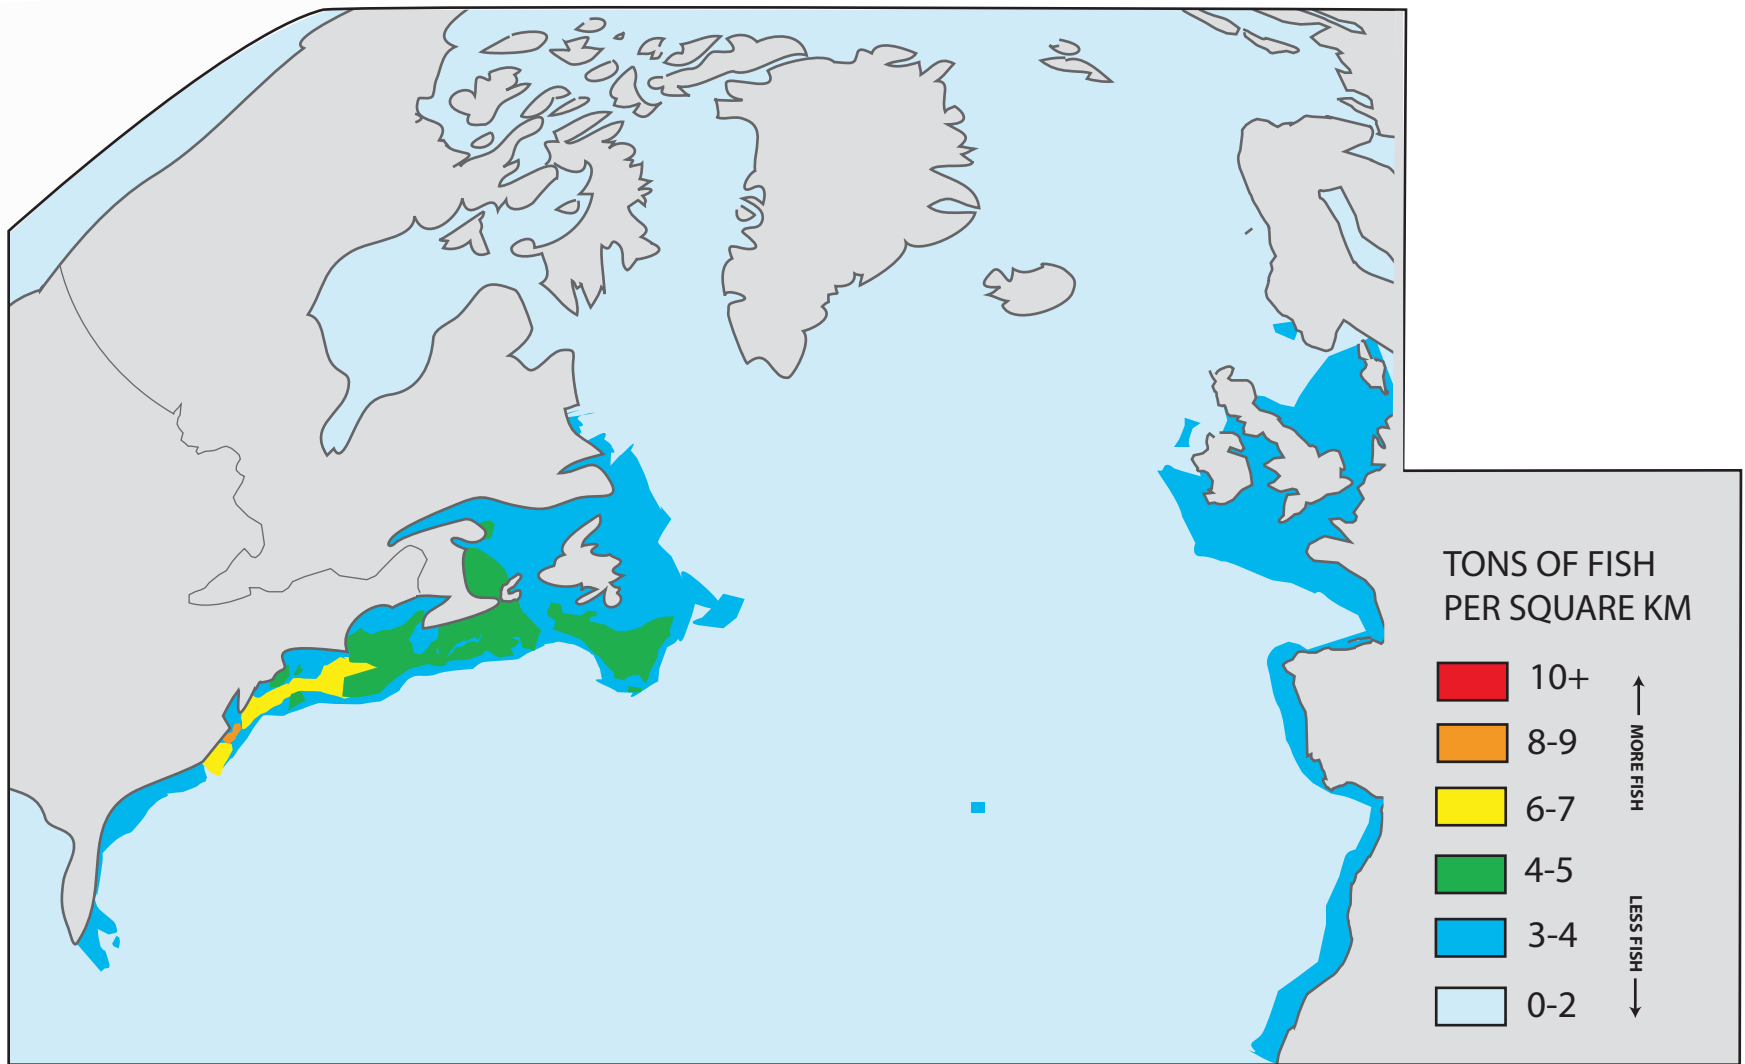 TONS OF FISH
PER SQUARE KM
10+
8-9
6-7
4-5
3-4
0-2
MORE FISH
LESS FISH